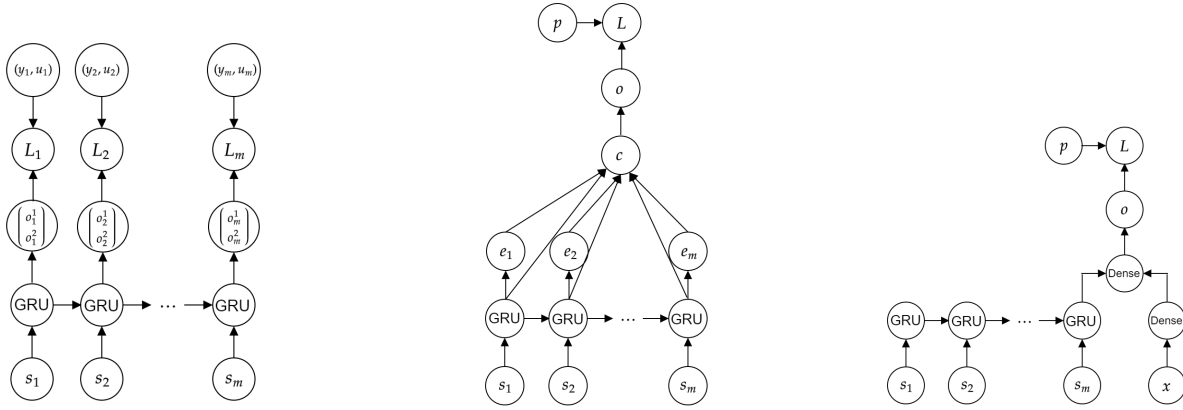 (y₁, u₁) (y₂, u₂) (yₘ, uₘ)
L₁ L₂ Lₘ
o₁¹ o₂¹ oₘ¹
o₁² o₂² oₘ²
GRU GRU ... GRU
s₁ s₂ sₘ
p L
o
c
e₁ e₂ eₘ
GRU GRU ... GRU
s₁ s₂ sₘ
p L
o
Dense
GRU GRU ... GRU Dense
s₁ s₂ sₘ x